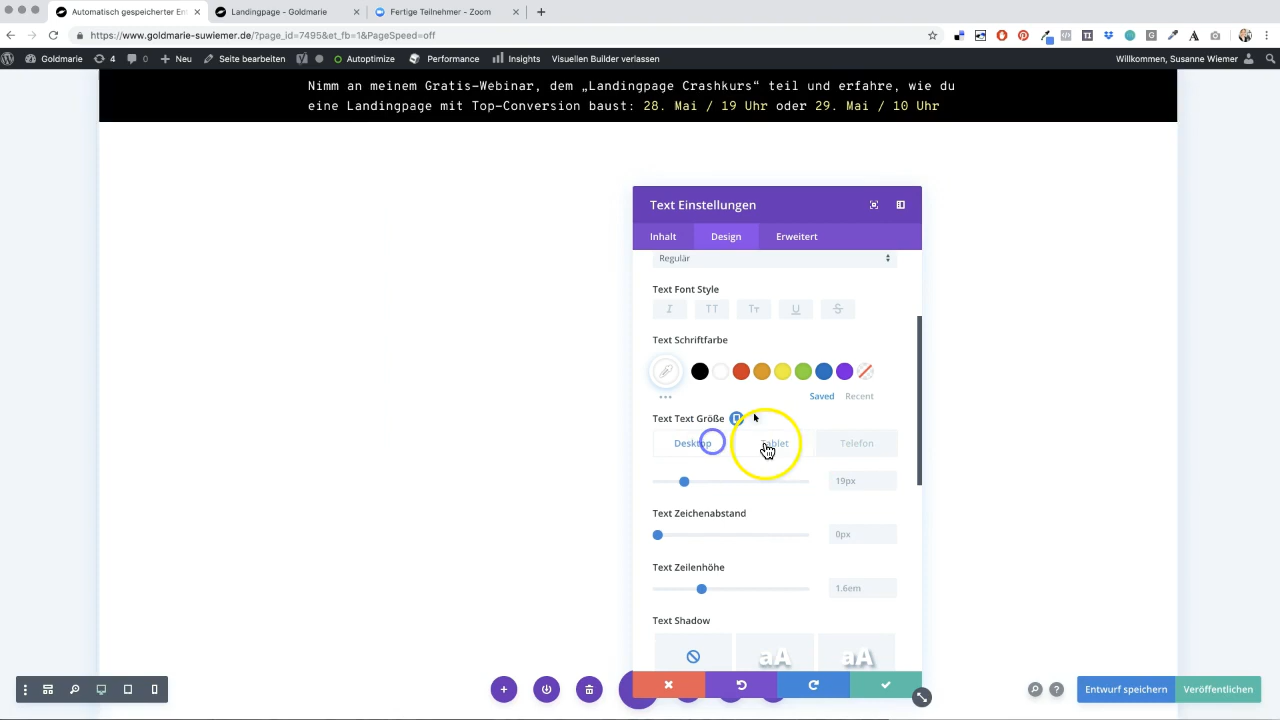 Automatisch gespeicherter En
Landingpage - Goldmarie
Fertige Teilnehmer - Zoom
https://www.goldmarie-suwiemer.de/?page_id=7495&et_fb=1&PageSpeed=off
Goldmarie 4 0 Neu Seite bearbeiten Autoptimize Performance Insights Visuellen Builder verlassen Willkommen, Susanne Wiemer
Nimm an meinem Gratis-Webinar, dem „Landingpage Crashkurs“ teil und erfahre, wie du
eine Landingpage mit Top-Conversion baust: 28. Mai / 19 Uhr oder 29. Mai / 10 Uhr
Text Einstellungen
Inhalt Design Erweitert
Regulär
Text Font Style
I TT Tт U S
Text Schriftfarbe
Saved Recent
Text Text Größe
Desktop Tablet Telefon
19px
Text Zeichenabstand
0px
Text Zeilenhöhe
1.6em
Text Shadow
aA aA
Entwurf speichern Veröffentlichen